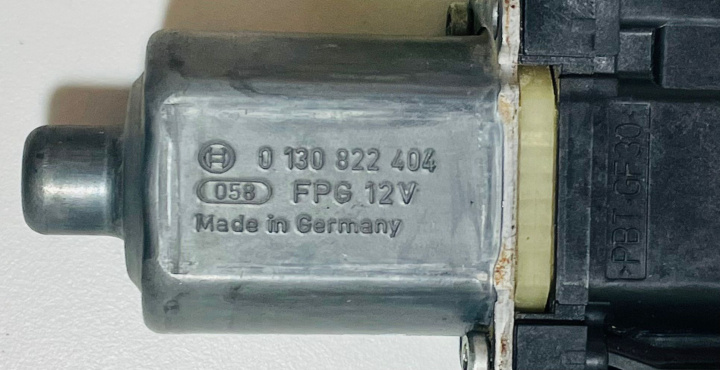 0 130 822 404
058 FPG 12V
Made in Germany
>PBT GF30<